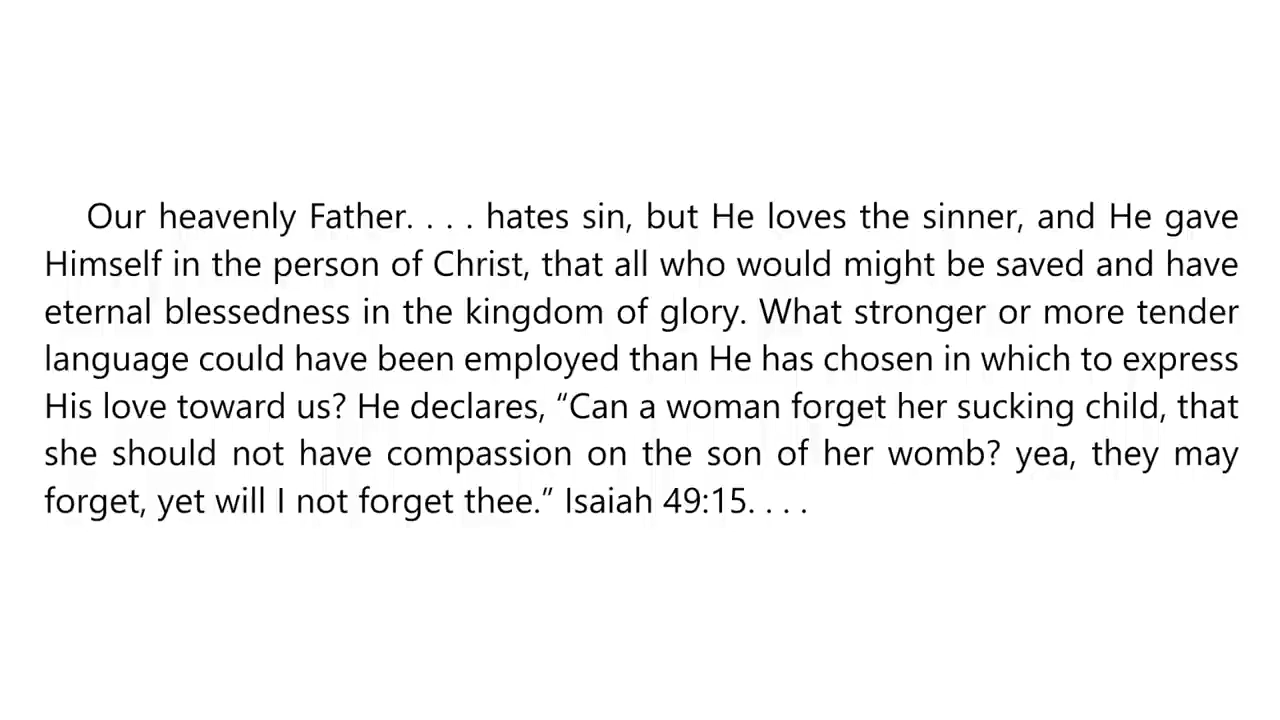 Our heavenly Father. . . . hates sin, but He loves the sinner, and He gave
Himself in the person of Christ, that all who would might be saved and have
eternal blessedness in the kingdom of glory. What stronger or more tender
language could have been employed than He has chosen in which to express
His love toward us? He declares, “Can a woman forget her sucking child, that
she should not have compassion on the son of her womb? yea, they may
forget, yet will I not forget thee.” Isaiah 49:15. . . .